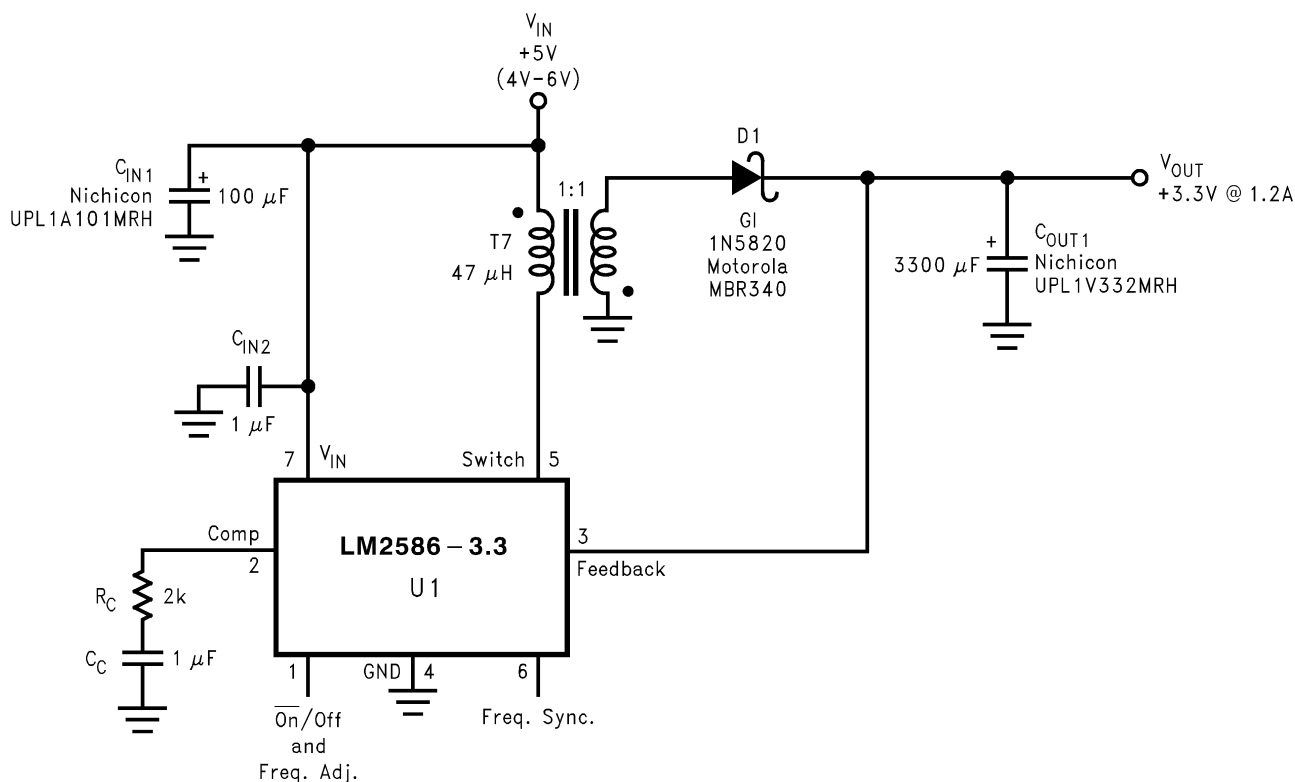 V_IN
+5V
(4V-6V)
C_IN1
Nichicon
UPL1A101MRH
+
100 μF
1:1
T7
47 μH
D1
GI
1N5820
Motorola
MBR340
V_OUT
+3.3V @ 1.2A
+
3300 μF
C_OUT1
Nichicon
UPL1V332MRH
C_IN2
1 μF
7
V_IN
Switch
5
Comp
2
LM2586-3.3
U1
3
Feedback
R_C
2k
C_C
1 μF
1
GND
4
6
On/Off
and
Freq. Adj.
Freq. Sync.